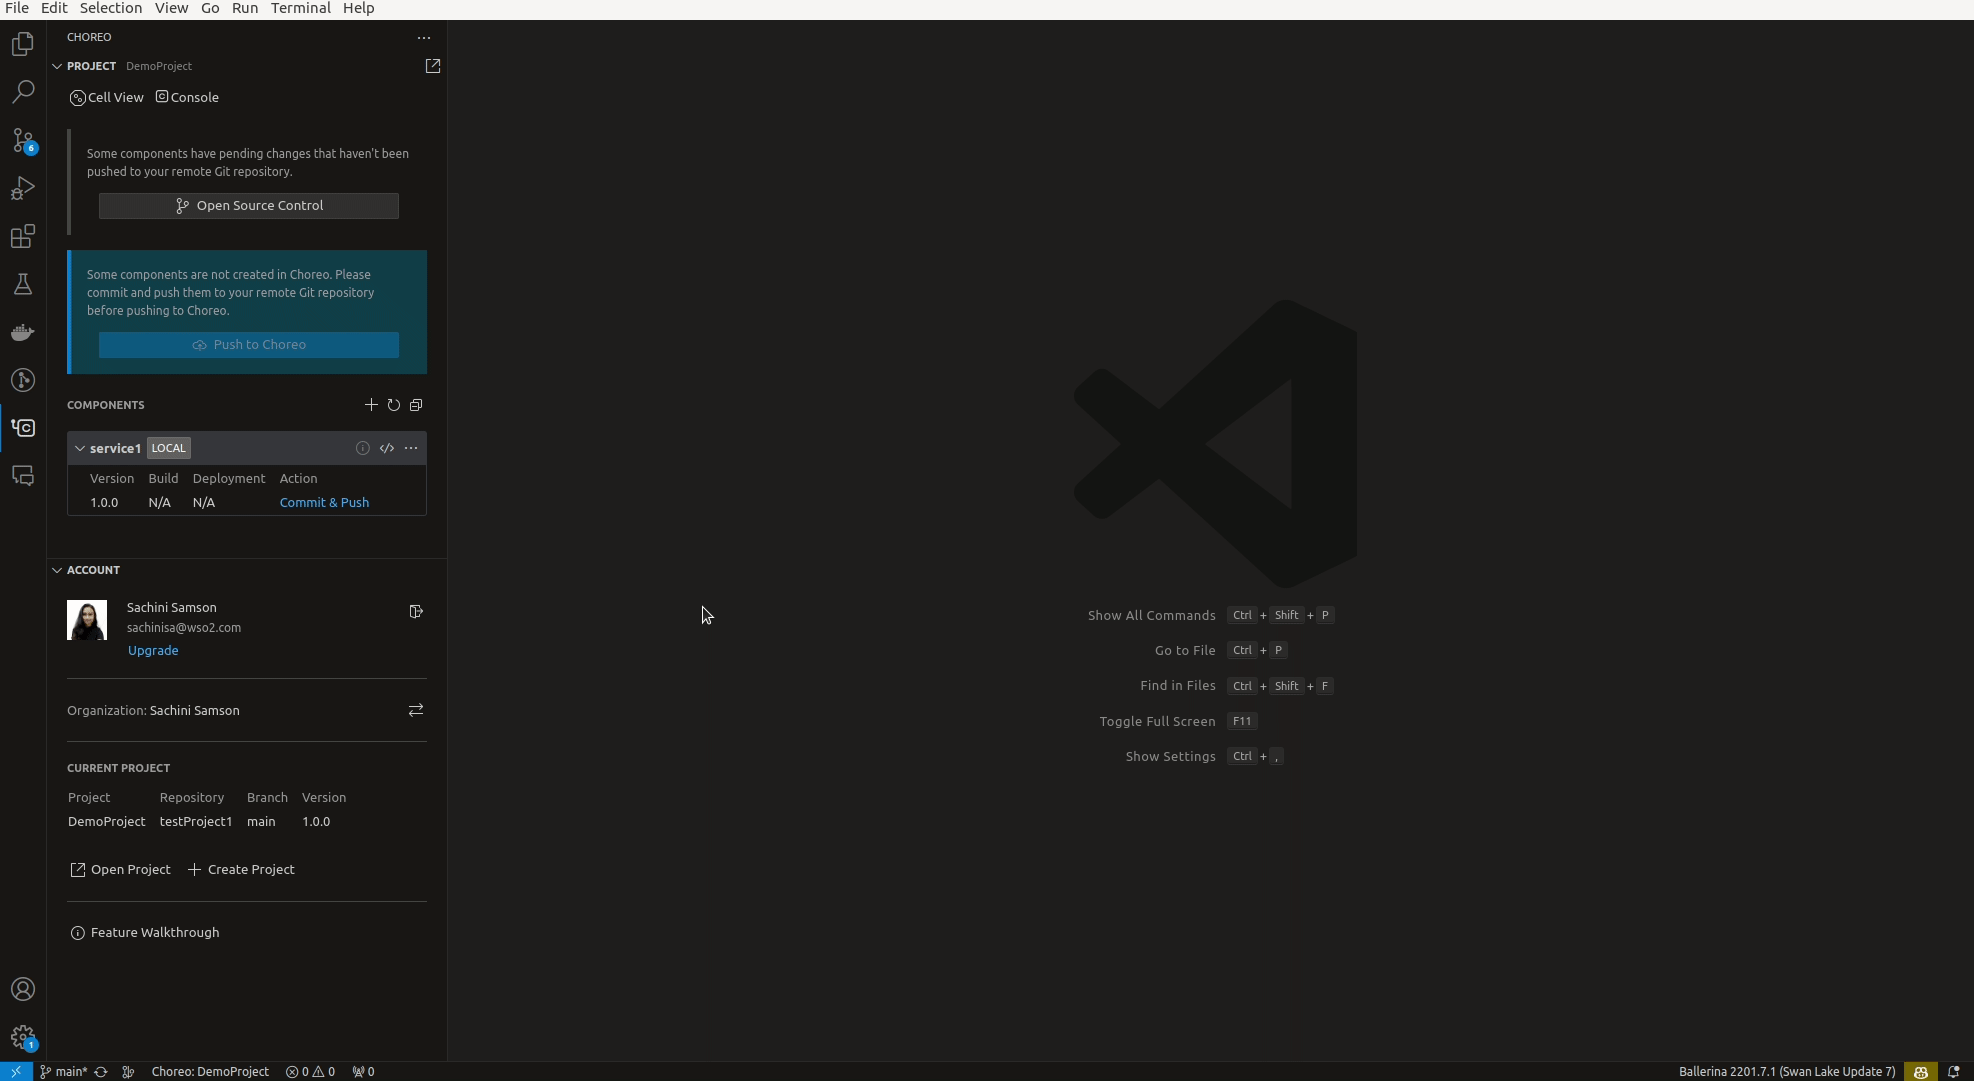 File Edit Selection View Go Run Terminal Help
CHOREO
PROJECT DemoProject
Cell View Console
Some components have pending changes that haven't been
pushed to your remote Git repository.
Open Source Control
Some components are not created in Choreo. Please
commit and push them to your remote Git repository
before pushing to Choreo.
Push to Choreo
COMPONENTS
service1 LOCAL
Version Build Deployment Action
1.0.0 N/A N/A Commit & Push
ACCOUNT
Sachini Samson
sachinisa@wso2.com
Upgrade
Organization: Sachini Samson
CURRENT PROJECT
Project Repository Branch Version
DemoProject testProject1 main 1.0.0
Open Project Create Project
Feature Walkthrough
6
1
Show All Commands Ctrl + Shift + P
Go to File Ctrl + P
Find in Files Ctrl + Shift + F
Toggle Full Screen F11
Show Settings Ctrl + ,
main* Choreo: DemoProject 0 0 0 Ballerina 2201.7.1 (Swan Lake Update 7)